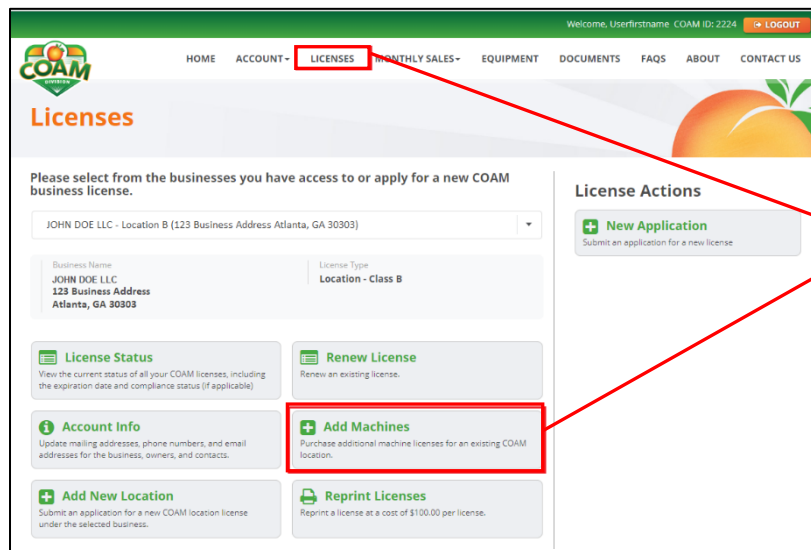 Welcome, Userfirstname COAM ID: 2224 LOGOUT
COAM
DIVISION
HOME ACCOUNT LICENSES MONTHLY SALES EQUIPMENT DOCUMENTS FAQS ABOUT CONTACT US
Licenses
Please select from the businesses you have access to or apply for a new COAM
business license.
JOHN DOE LLC - Location B (123 Business Address Atlanta, GA 30303)
Business Name
JOHN DOE LLC
123 Business Address
Atlanta, GA 30303
License Type
Location - Class B
License Status
View the current status of all your COAM licenses, including
the expiration date and compliance status (if applicable)
Renew License
Renew an existing license.
Account Info
Update mailing addresses, phone numbers, and email
addresses for the business, owners, and contacts.
Add Machines
Purchase additional machine licenses for an existing COAM
location.
Add New Location
Submit an application for a new COAM location license
under the selected business.
Reprint Licenses
Reprint a license at a cost of $100.00 per license.
License Actions
New Application
Submit an application for a new license